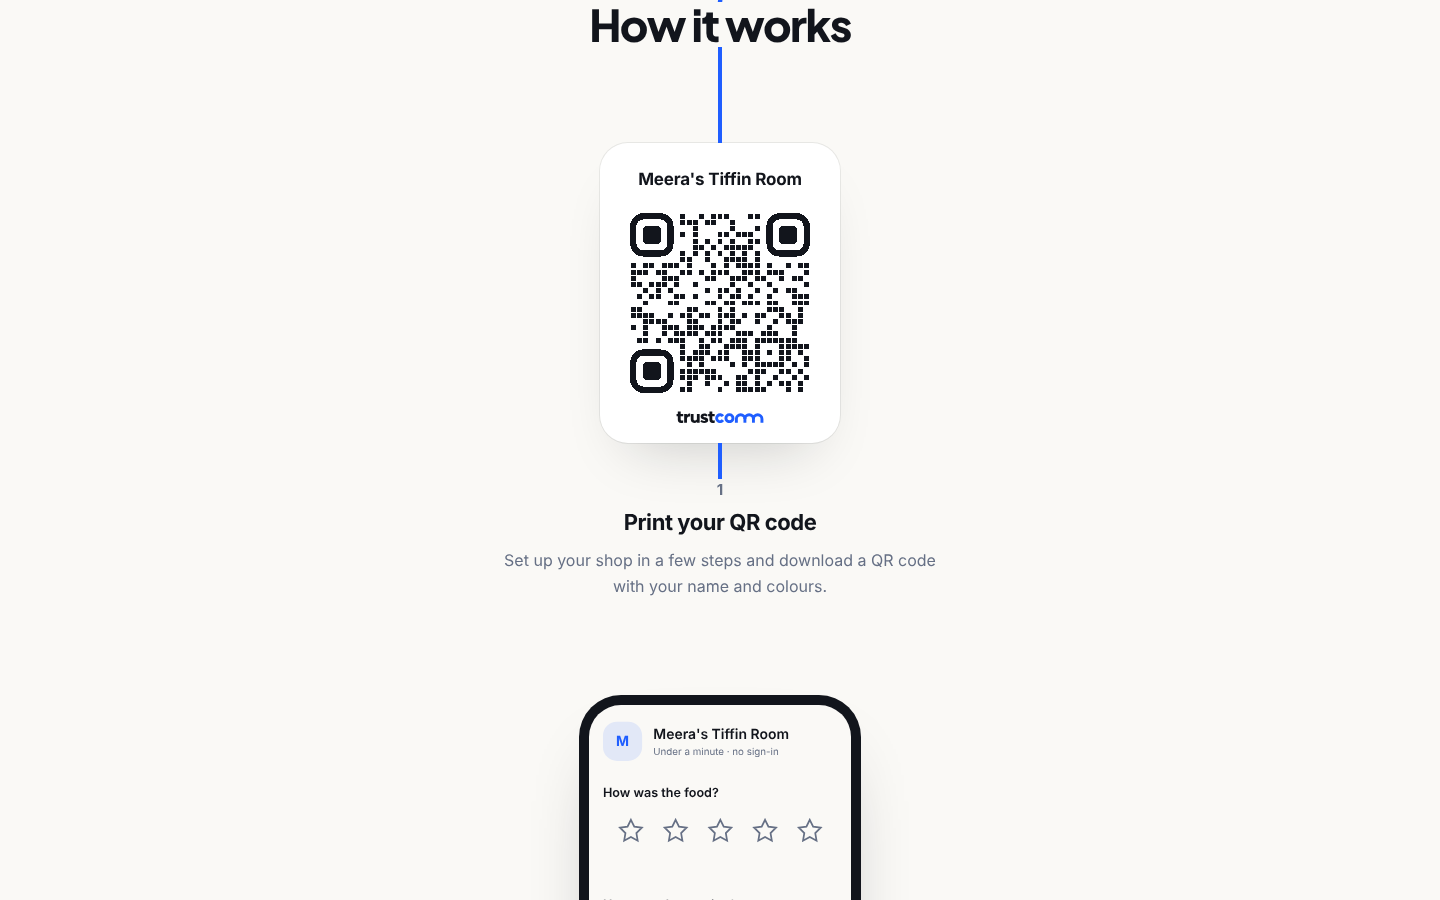 How it works
Meera's Tiffin Room
trustcomm
1
Print your QR code
Set up your shop in a few steps and download a QR code
with your name and colours.
M
Meera's Tiffin Room
Under a minute · no sign-in
How was the food?